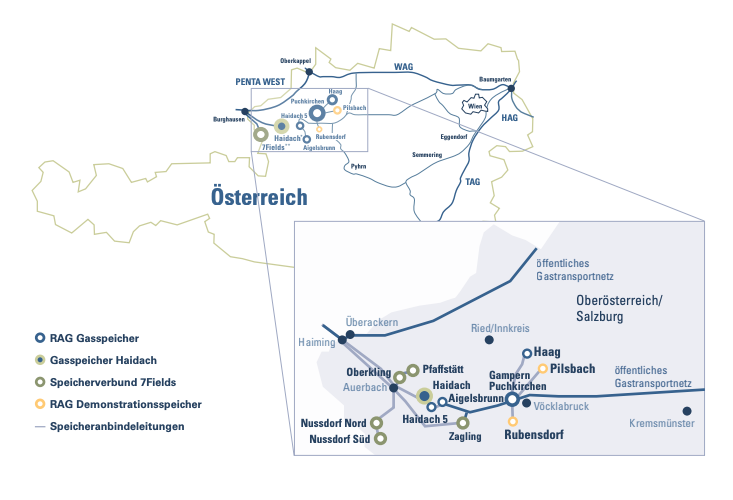 Oberkappel
WAG
PENTA WEST
Baumgarten
Haag
Puchkirchen
Pilsbach
Wien
Burghausen
Haidach 5
HAG
Haidach*
Rubensdorf
Eggendorf
7Fields**
Aigelsbrunn
Semmering
Pyhrn
TAG
Österreich
öffentliches
Gastransportnetz
Oberösterreich/
Salzburg
Überackern
Ried/Innkreis
Haiming
Haag
Oberkling
Pfaffstätt
Pilsbach
Gampern
öffentliches
Gastransportnetz
Auerbach
Haidach
Puchkirchen
Aigelsbrunn
Vöcklabruck
Haidach 5
Kremsmünster
Nussdorf Nord
Zagling
Rubensdorf
Nussdorf Süd
RAG Gasspeicher
Gasspeicher Haidach
Speicherverbund 7Fields
RAG Demonstrationsspeicher
Speicheranbindeleitungen